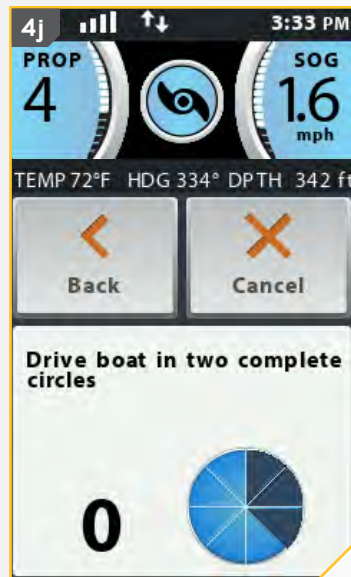 4j 3:33 PM
PROP SOG
4 1.6
mph
TEMP 72°F HDG 334° DPTH 342 ft
Back Cancel
Drive boat in two complete
circles
0